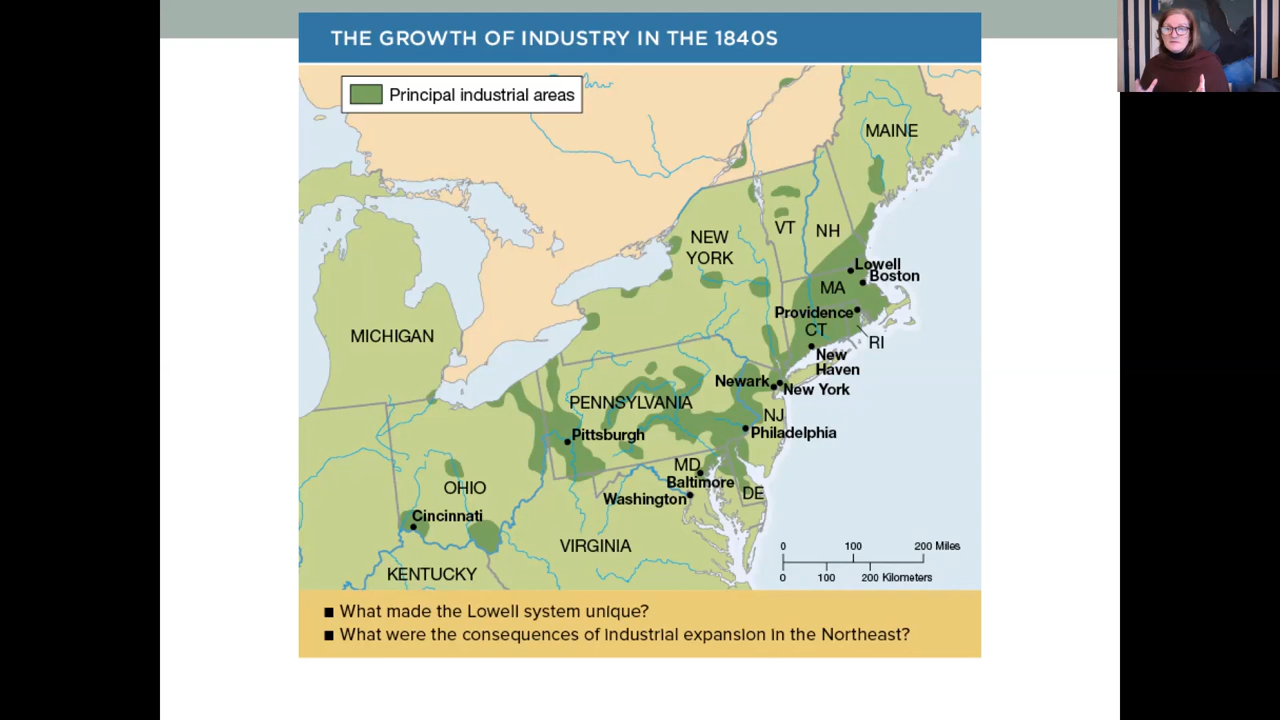 THE GROWTH OF INDUSTRY IN THE 1840S
Principal industrial areas
MAINE
VT
NH
NEW
YORK
Lowell
Boston
MA
Providence
CT
RI
MICHIGAN
New
Haven
Newark
New York
PENNSYLVANIA
NJ
Philadelphia
Pittsburgh
MD
Baltimore
Washington
DE
OHIO
Cincinnati
VIRGINIA
KENTUCKY
0 100 200 Miles
0 100 200 Kilometers
■ What made the Lowell system unique?
■ What were the consequences of industrial expansion in the Northeast?